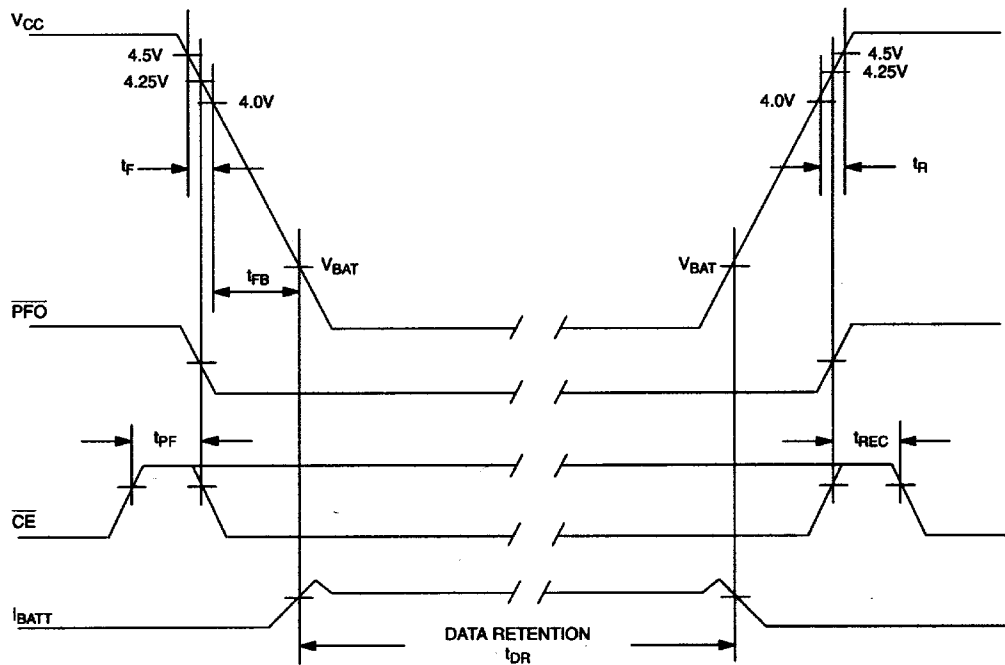 VCC
4.5V
4.5V
4.25V
4.25V
4.0V
4.0V
tF
tR
VBAT
VBAT
tFB
PFO
tPF
tREC
CE
IBATT
DATA RETENTION
tDR